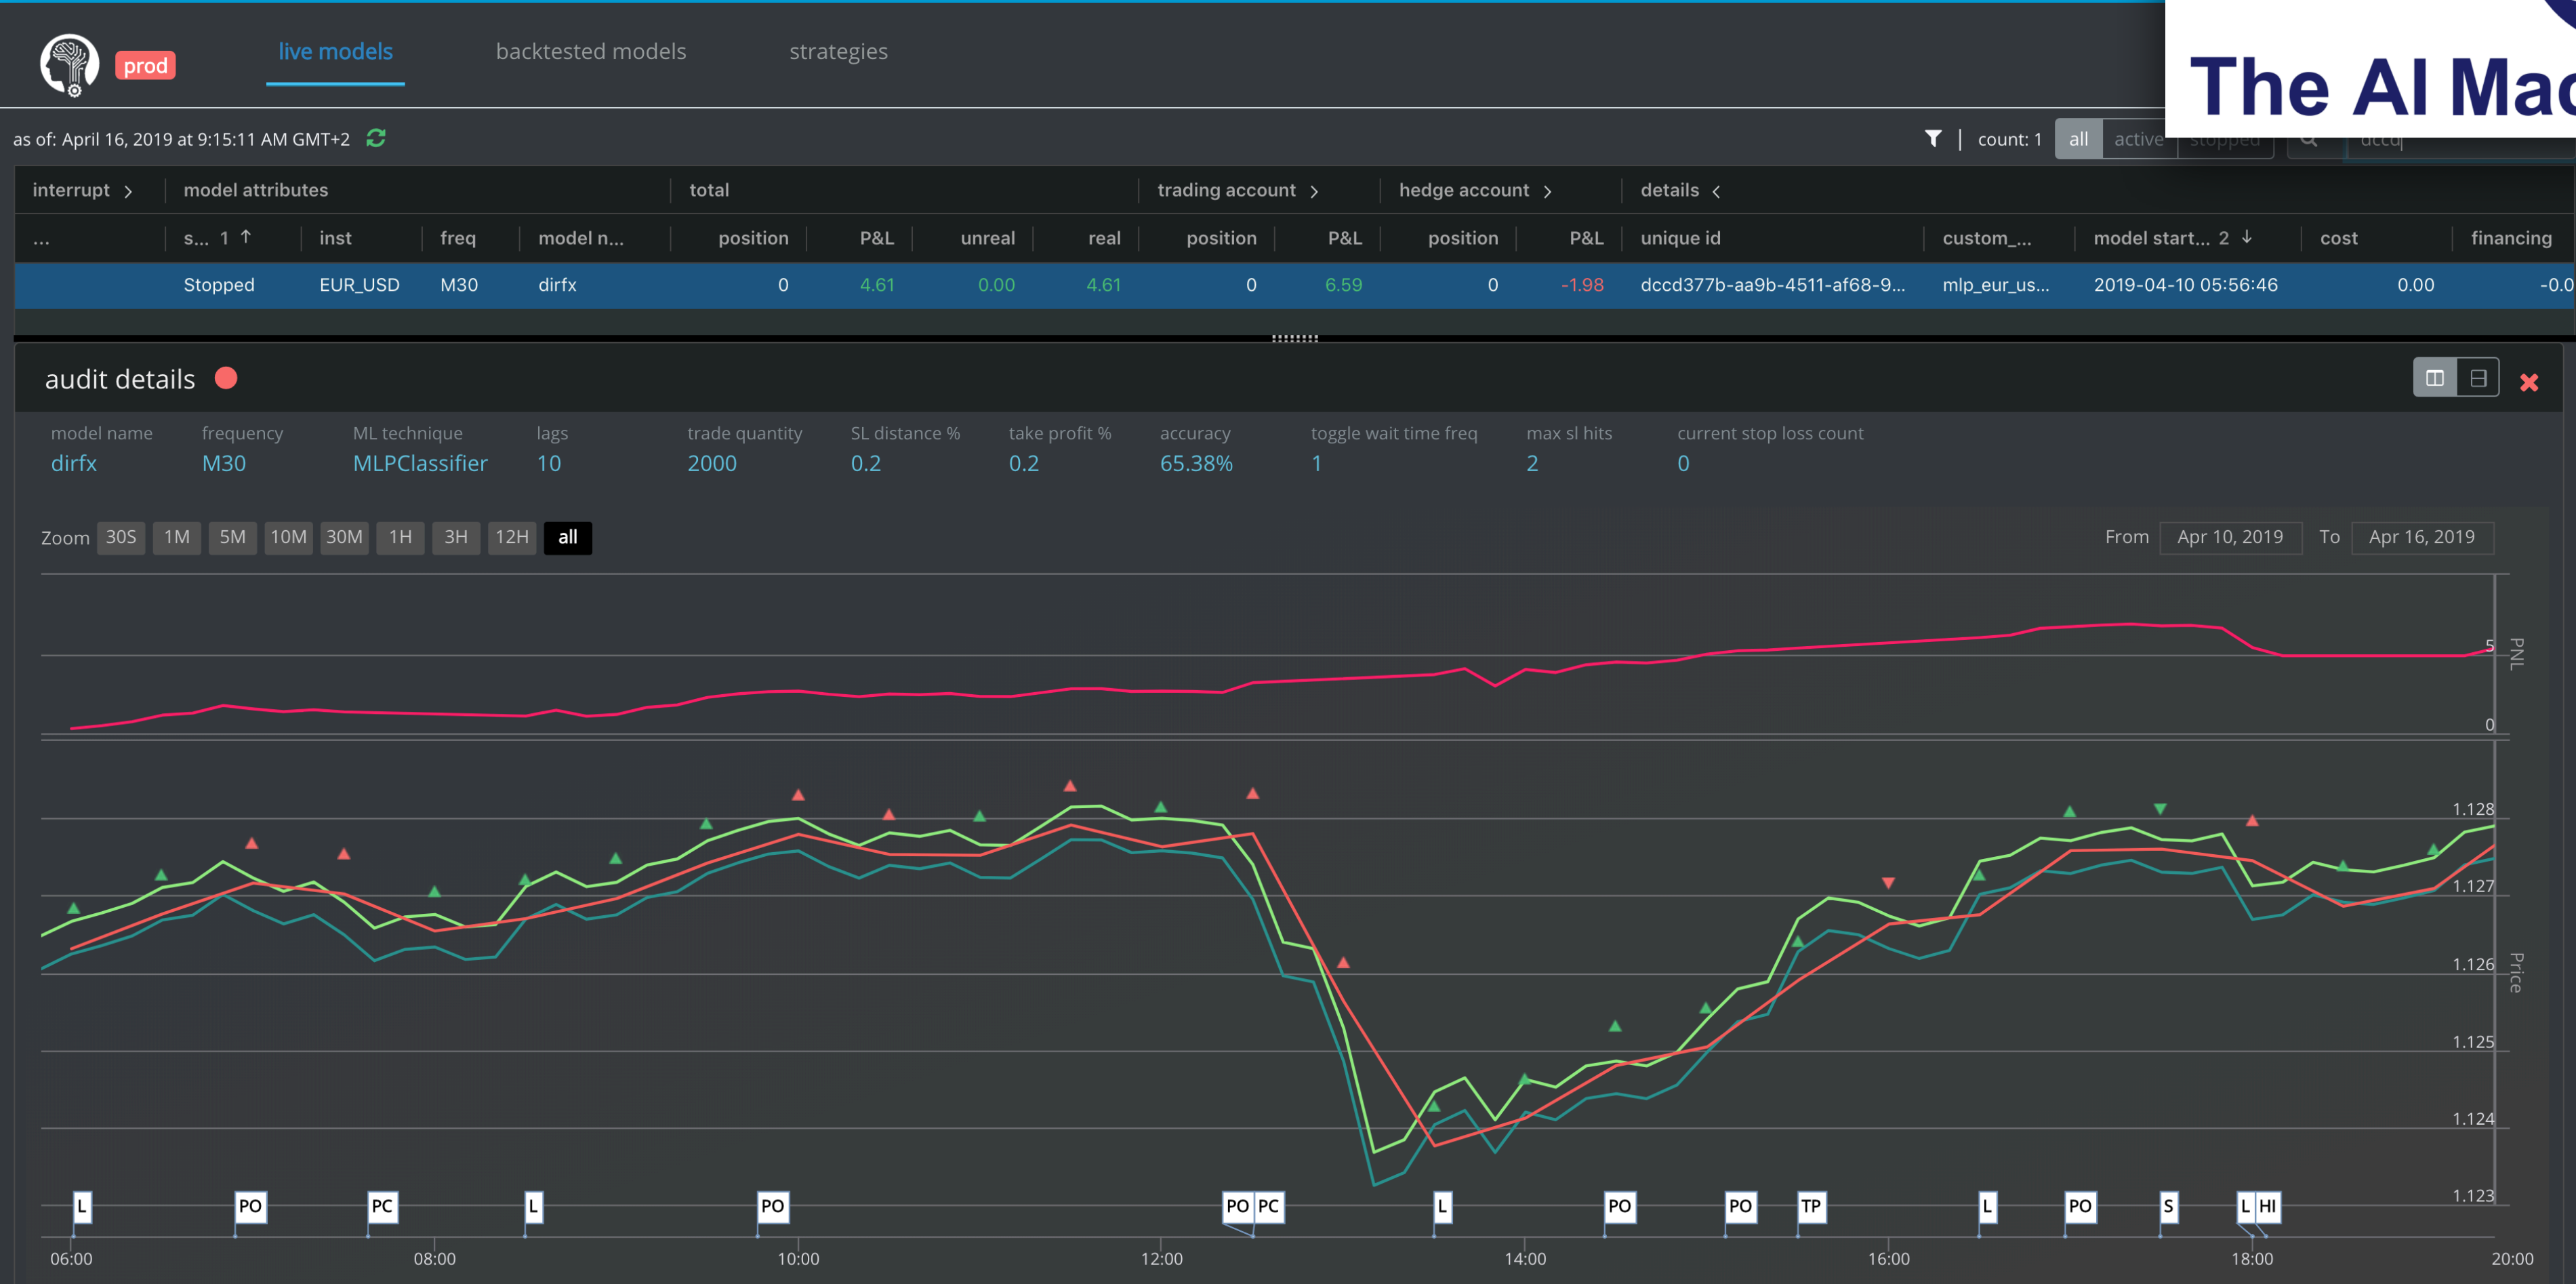 The AI Mac
prod live models backtested models strategies
as of: April 16, 2019 at 9:15:11 AM GMT+2 count: 1 all active stopped dccd
interrupt model attributes total trading account hedge account details
... s... 1 inst freq model n... position P&L unreal real position P&L position P&L unique id custom_... model start... 2 cost financing
Stopped EUR_USD M30 dirfx 0 4.61 0.00 4.61 0 6.59 0 -1.98 dccd377b-aa9b-4511-af68-9... mlp_eur_us... 2019-04-10 05:56:46 0.00 -0.0
audit details
model name frequency ML technique lags trade quantity SL distance % take profit % accuracy toggle wait time freq max sl hits current stop loss count
dirfx M30 MLPClassifier 10 2000 0.2 0.2 65.38% 1 2 0
Zoom 30S 1M 5M 10M 30M 1H 3H 12H all From Apr 10, 2019 To Apr 16, 2019
5
PNL
0
1.128
1.127
1.126
Price
1.125
1.124
1.123
L PO PC L PO PO PC L PO PO TP L PO S L HI
06:00 08:00 10:00 12:00 14:00 16:00 18:00 20:00